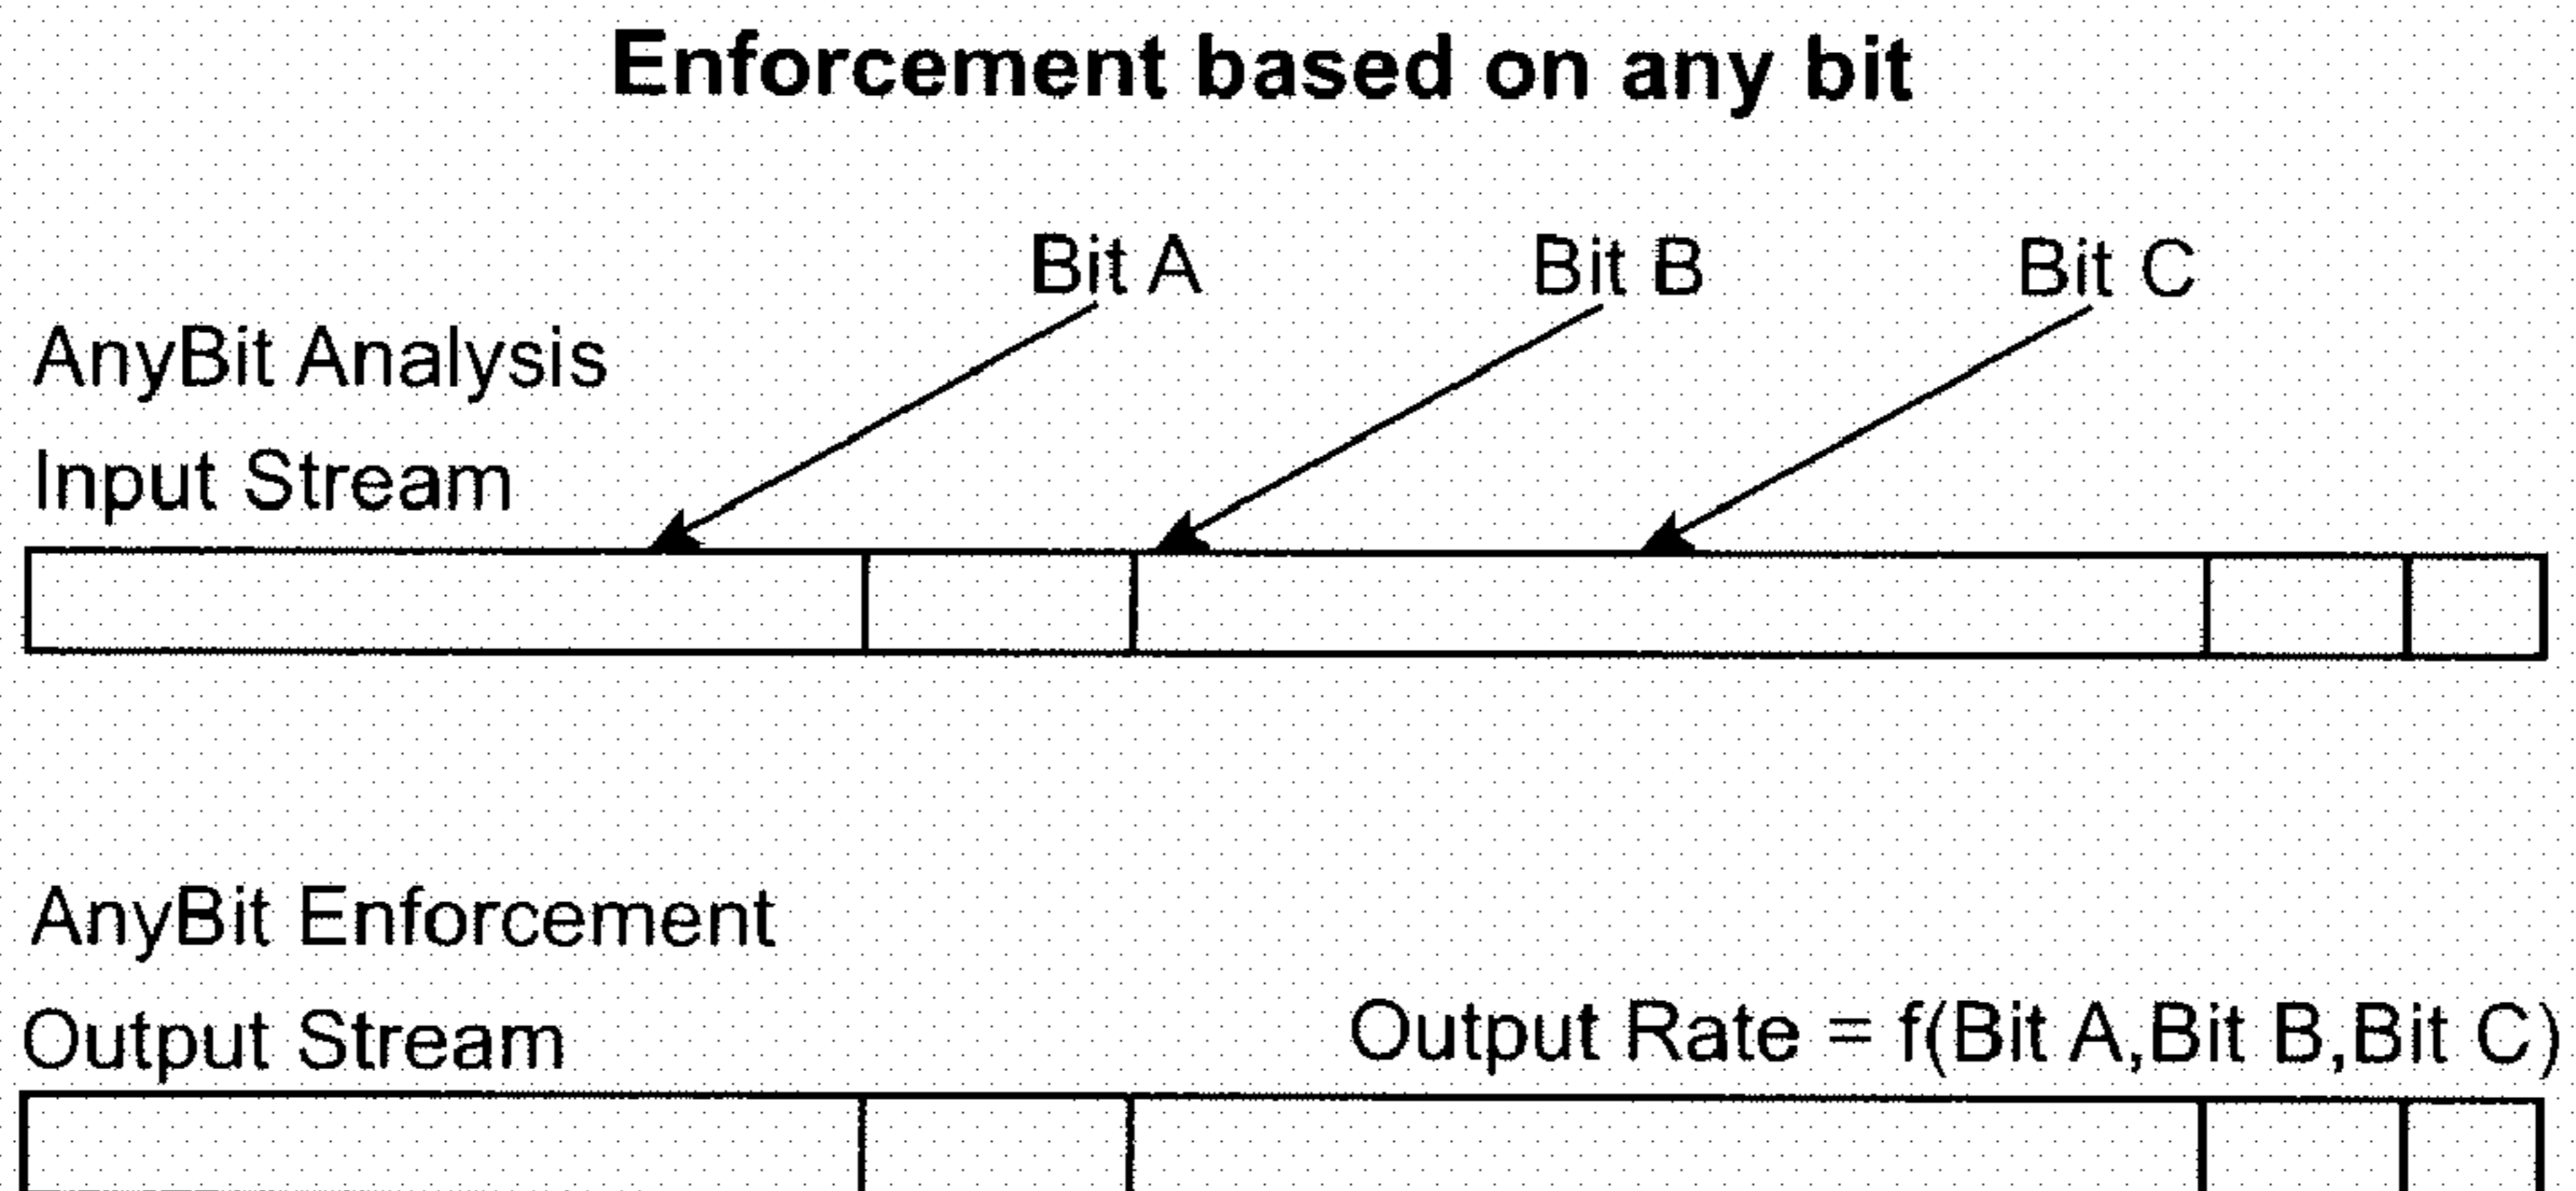 Enforcement based on any bit
Bit A Bit B Bit C
AnyBit Analysis
Input Stream
AnyBit Enforcement
Output Stream
Output Rate = f(Bit A,Bit B,Bit C)